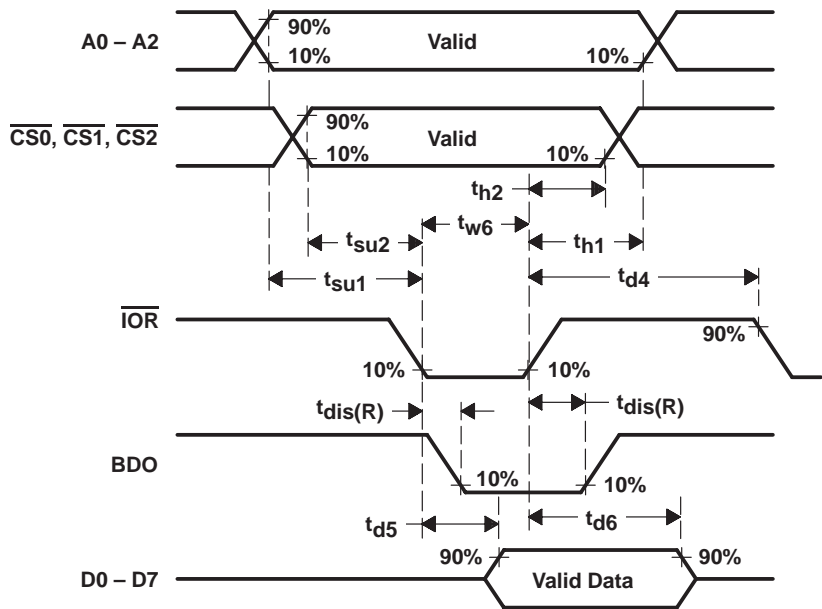 A0 – A2
90%
Valid
10%
10%
CS0, CS1, CS2
90%
Valid
10%
10%
th2
tw6
tsu2
th1
tsu1
td4
IOR
90%
10%
10%
tdis(R)
tdis(R)
BDO
10%
10%
td5
td6
90%
90%
D0 – D7
Valid Data